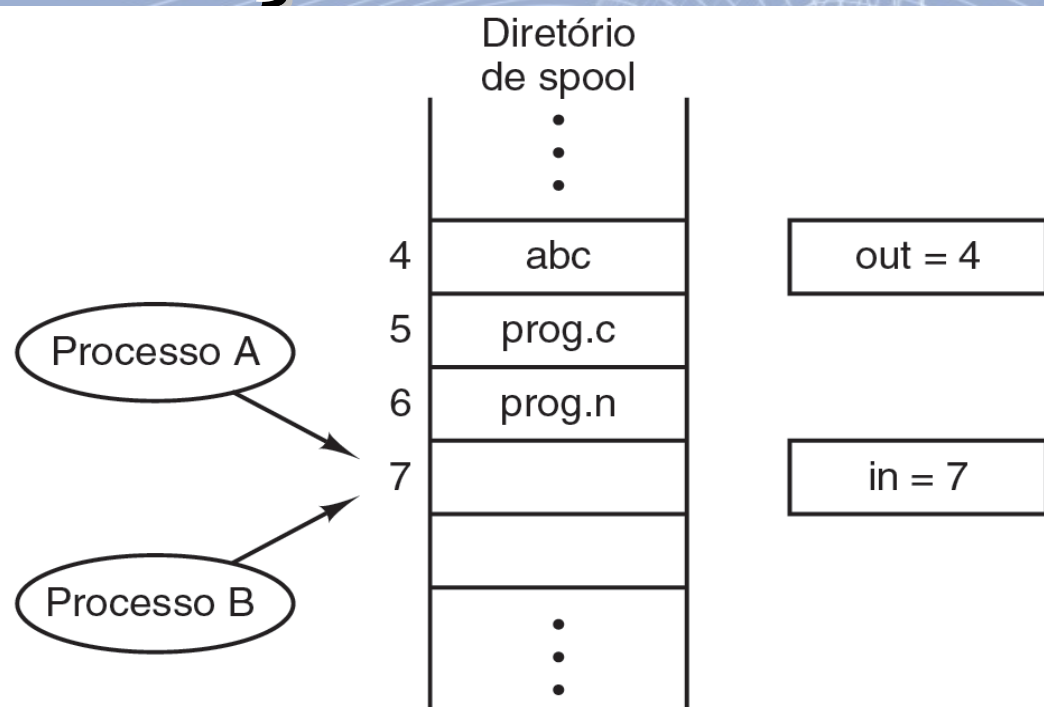 Diretório
de spool
4 abc out = 4
5 prog.c
Processo A
6 prog.n
7 in = 7
Processo B